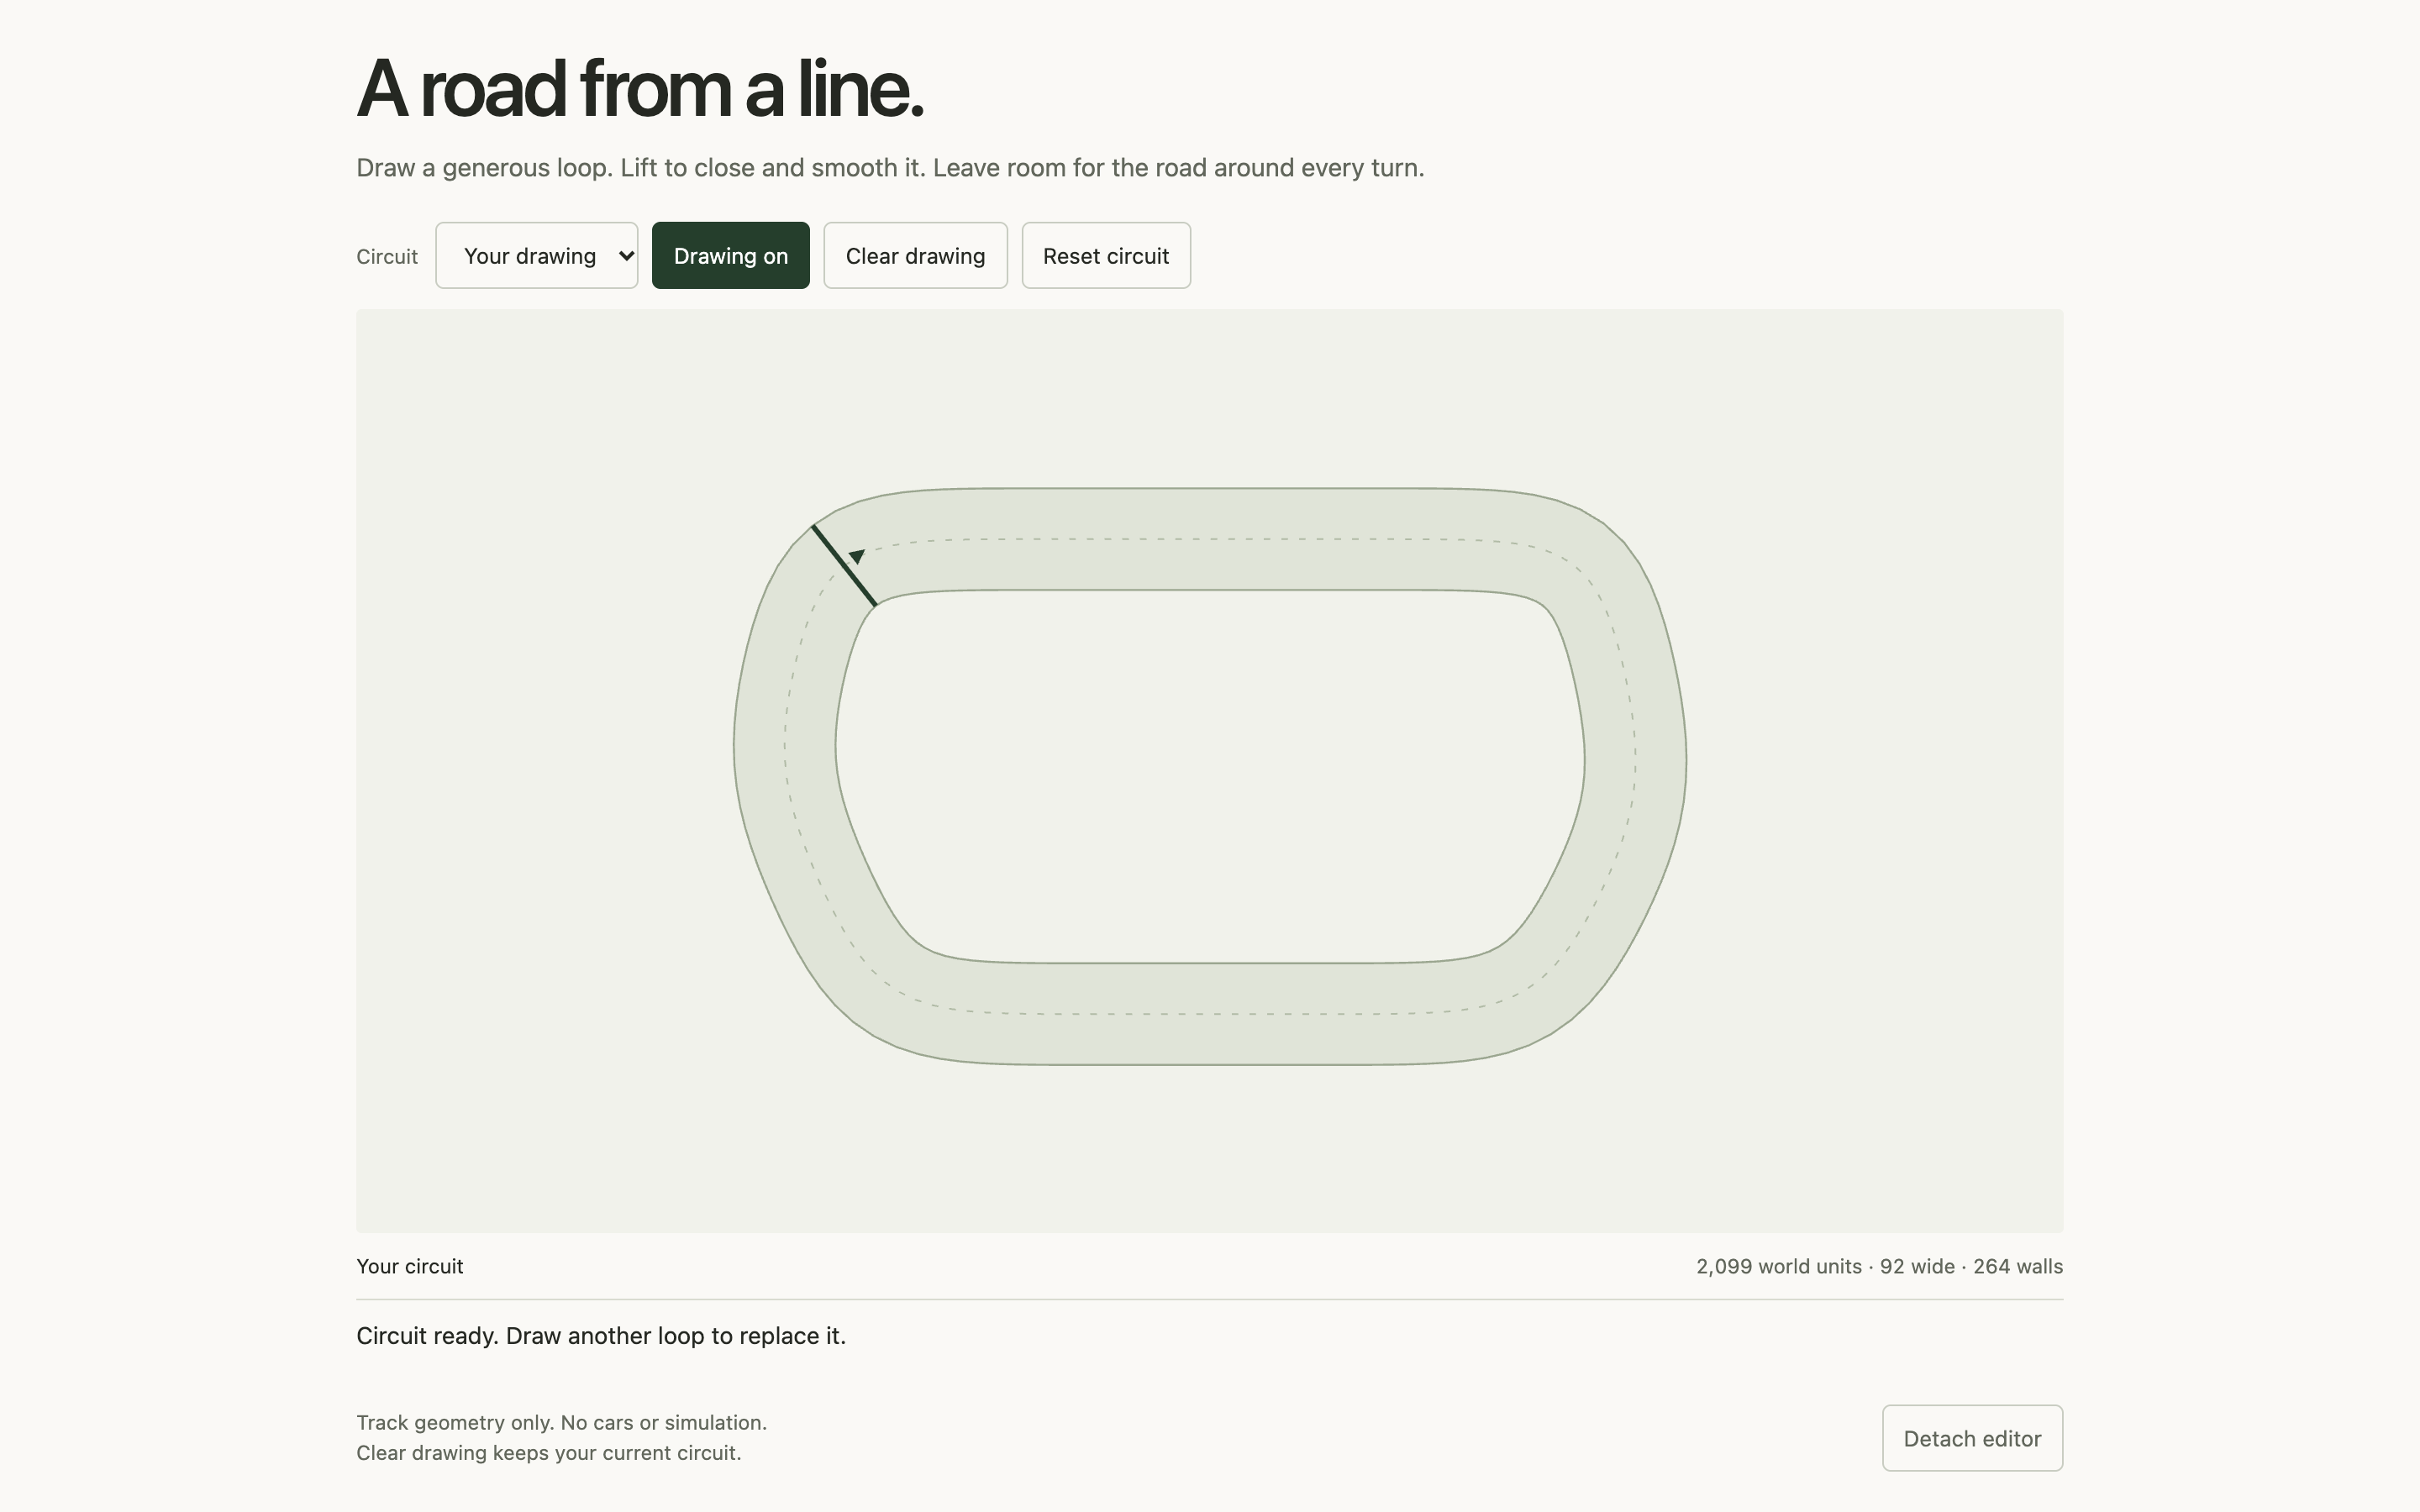 A road from a line.
Draw a generous loop. Lift to close and smooth it. Leave room for the road around every turn.
Circuit Your drawing Drawing on Clear drawing Reset circuit
Your circuit 2,099 world units · 92 wide · 264 walls
Circuit ready. Draw another loop to replace it.
Track geometry only. No cars or simulation.
Clear drawing keeps your current circuit.
Detach editor